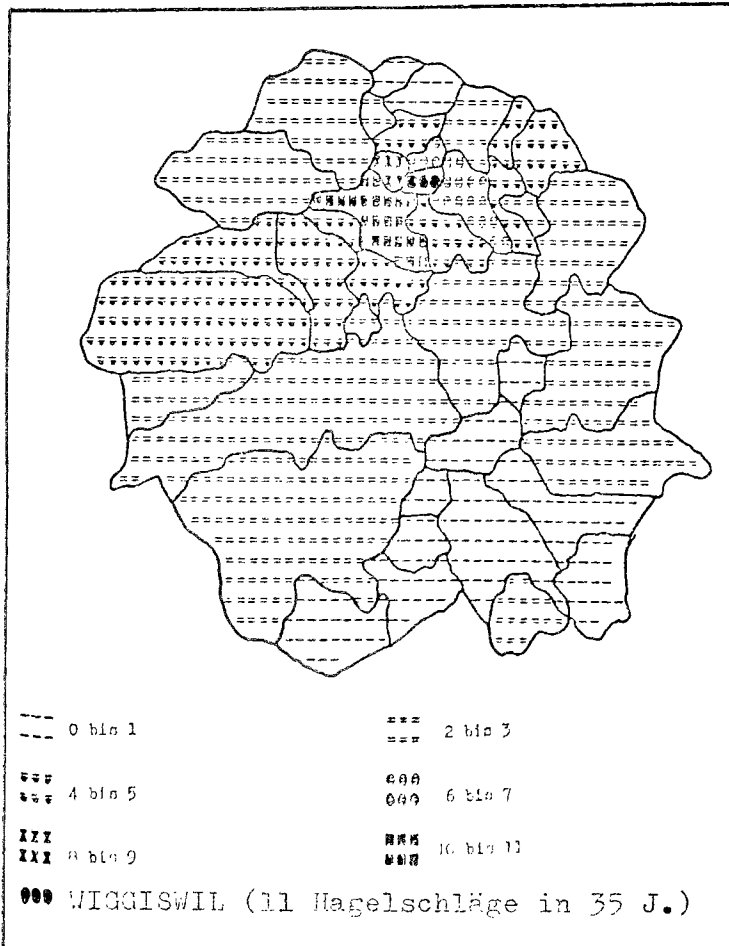 0 bis 1
2 bis 3
4 bis 5
6 bis 7
8 bis 9
10 bis 11
WIGGISWIL (11 Hagelschläge in 35 J.)